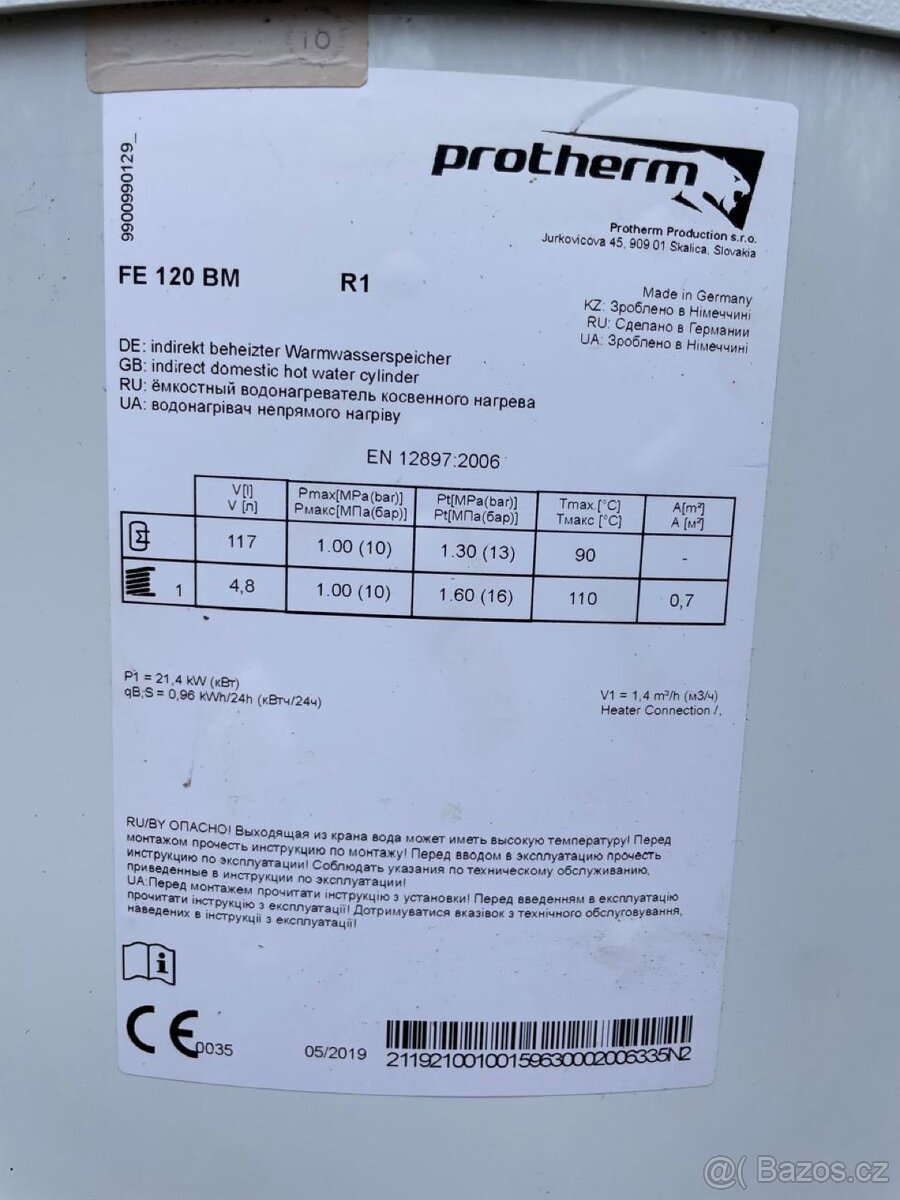 10
9900990129_
protherm
Protherm Production s.r.o.
Jurkovicova 45, 909 01 Skalica, Slovakia
FE 120 BM R1
Made in Germany
KZ: Зроблено в Німеччині
RU: Сделано в Германии
UA: Зроблено в Німеччині
DE: indirekt beheizter Warmwasserspeicher
GB: indirect domestic hot water cylinder
RU: ёмкостный водонагреватель косвенного нагрева
UA: водонагрівач непрямого нагріву
EN 12897:2006
V[l] Pmax[MPa(bar)] Pt[MPa(bar)] Tmax.[°C] A[m²]
V [л] Pмакс[МПа(бар)] Pt[МПа(бар)] Tмакс [°C] A [м²]
117 1.00 (10) 1.30 (13) 90 -
1 4,8 1.00 (10) 1.60 (16) 110 0,7
P1 = 21,4 kW (кВт)
qB,S = 0,96 kWh/24h (кВтч/24ч)
V1 = 1,4 m³/h (м3/ч)
Heater Connection /,
RU/BY ОПАСНО! Выходящая из крана вода может иметь высокую температуру! Перед
монтажом прочесть инструкцию по монтажу! Перед вводом в эксплуатацию прочесть
инструкцию по эксплуатации! Соблюдать указания по техническому обслуживанию,
приведенные в инструкции по эксплуатации!
UA:Перед монтажем прочитати інструкцію з установки! Перед введенням в експлуатацію
прочитати інструкцію з експлуатації! Дотримуватися вказівок з технічного обслуговування,
наведених в інструкції з експлуатації!
i
CE 0035 05/2019
21192100100159630002006335N2
@( Bazos.cz